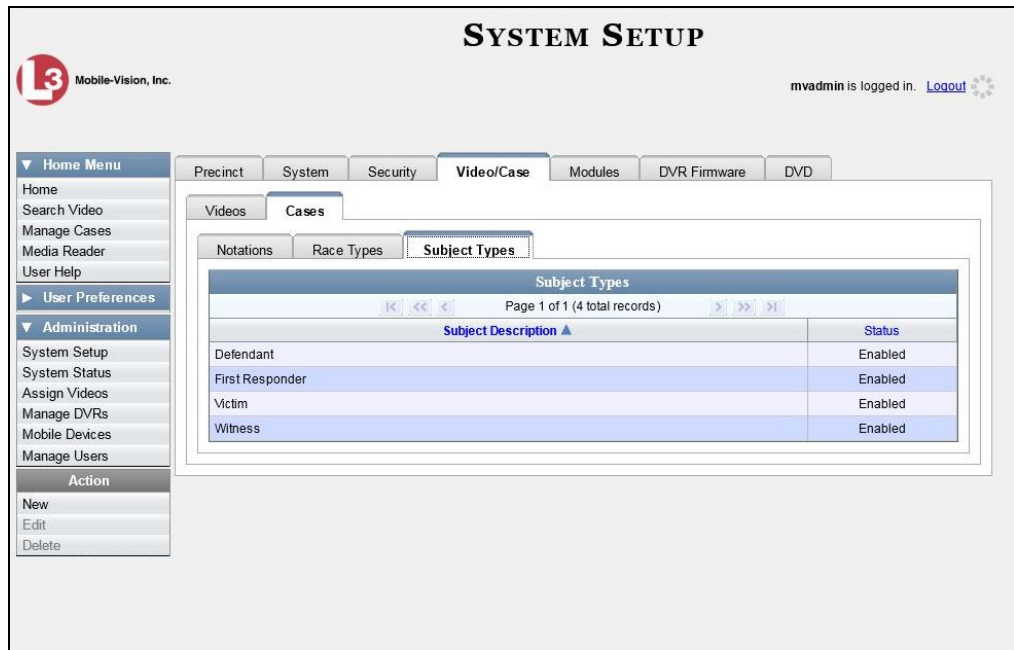 SYSTEM SETUP
L3 Mobile-Vision, Inc.
mvadmin is logged in. Logout
▼ Home Menu
Home
Search Video
Manage Cases
Media Reader
User Help
▶ User Preferences
▼ Administration
System Setup
System Status
Assign Videos
Manage DVRs
Mobile Devices
Manage Users
Action
New
Edit
Delete
Precinct System Security Video/Case Modules DVR Firmware DVD
Videos Cases
Notations Race Types Subject Types
Subject Types
|< << < Page 1 of 1 (4 total records) > >> >|
Subject Description ▲ Status
Defendant Enabled
First Responder Enabled
Victim Enabled
Witness Enabled